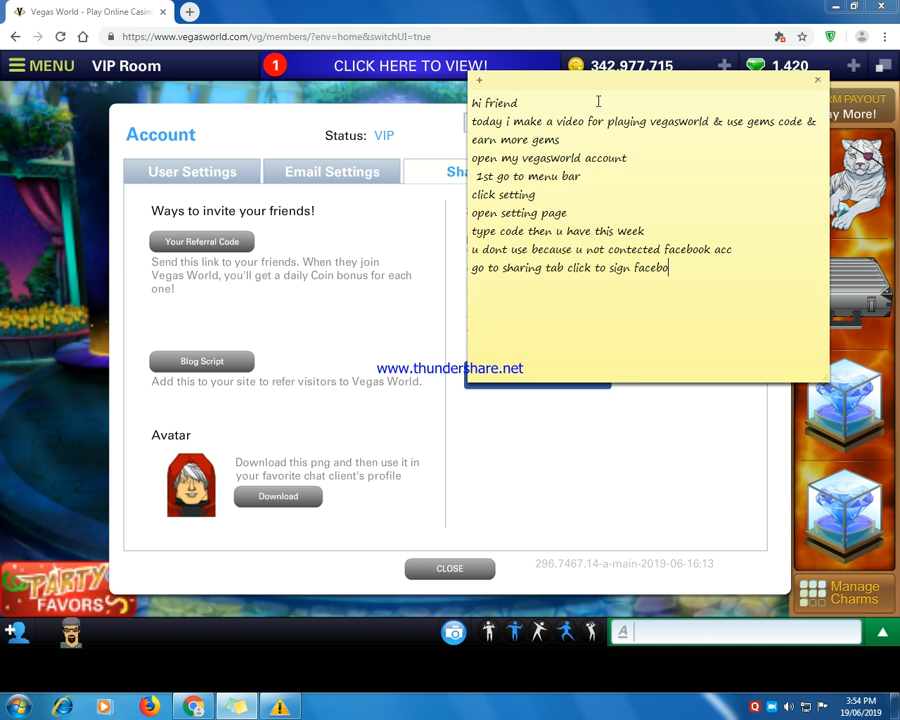 Vegas World - Play Online Casin
https://www.vegasworld.com/vg/members/?env=home&switchUI=true
MENU
VIP Room
1
CLICK HERE TO VIEW!
342,977,715
1,420
Account
Status: VIP
User Settings
Email Settings
Sha
Ways to invite your friends!
Your Referral Code
Send this link to your friends. When they join
Vegas World, you'll get a daily Coin bonus for each
one!
Blog Script
Add this to your site to refer visitors to Vegas World.
Avatar
Download this png and then use it in
your favorite chat client's profile
Download
CLOSE
296.7467.14-a-main-2019-06-16:13
hi friend
today i make a video for playing vegasworld & use gems code &
earn more gems
open my vegasworld account
1st go to menu bar
click setting
open setting page
type code then u have this week
u dont use because u not contected facebook acc
go to sharing tab click to sign facebo
www.thundershare.net
RM PAYOUT
y More!
Manage
Charms
PARTY
FAVORS
A
3:54 PM
19/06/2019